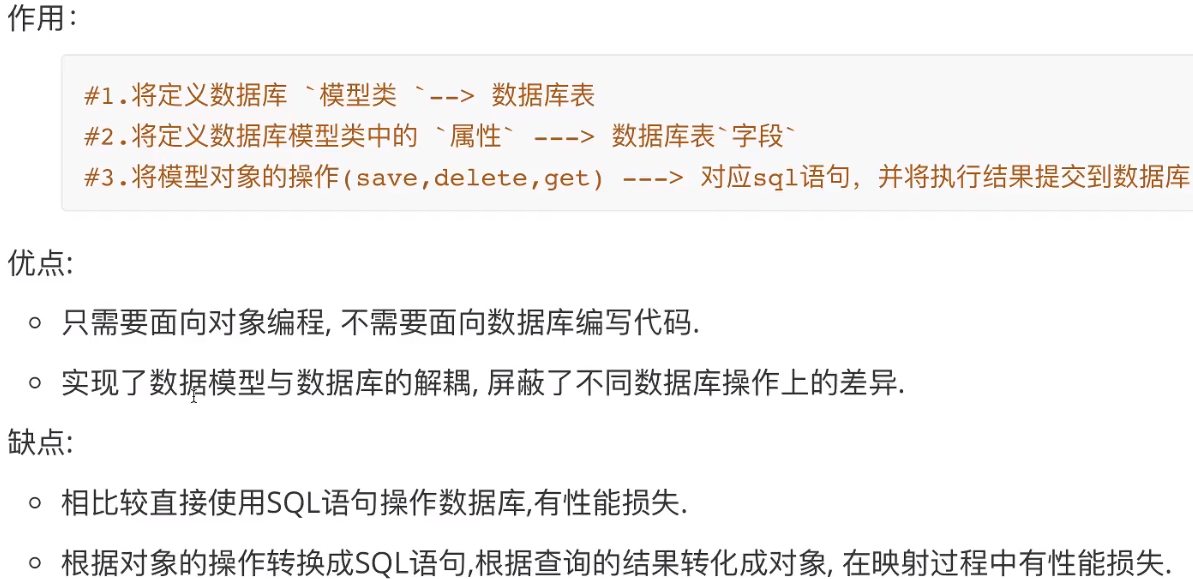 作用：
#1.将定义数据库 `模型类 `--> 数据库表
#2.将定义数据库模型类中的 `属性` ---> 数据库表`字段`
#3.将模型对象的操作(save,delete,get) ---> 对应sql语句，并将执行结果提交到数据库
优点:
只需要面向对象编程, 不需要面向数据库编写代码.
实现了数据模型与数据库的解耦, 屏蔽了不同数据库操作上的差异.
缺点:
相比较直接使用SQL语句操作数据库,有性能损失.
根据对象的操作转换成SQL语句,根据查询的结果转化成对象, 在映射过程中有性能损失.